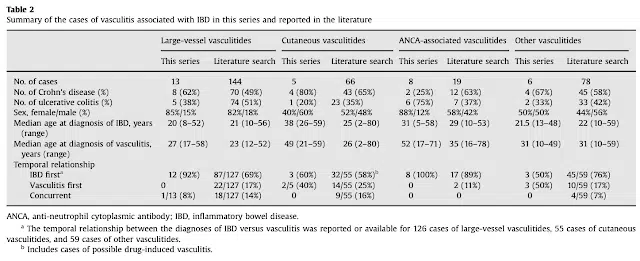 Table 2
Summary of the cases of vasculitis associated with IBD in this series and reported in the literature
Large-vessel vasculitides Cutaneous vasculitides ANCA-associated vasculitides Other vasculitides
This series Literature search This series Literature search This series Literature search This series Literature search
No. of cases 13 144 5 66 8 19 6 78
No. of Crohn's disease (%) 8 (62%) 70 (49%) 4 (80%) 43 (65%) 2 (25%) 12 (63%) 4 (67%) 45 (58%)
No. of ulcerative colitis (%) 5 (38%) 74 (51%) 1 (20%) 23 (35%) 6 (75%) 7 (37%) 2 (33%) 33 (42%)
Sex, female/male (%) 85%/15% 82%/18% 40%/60% 52%/48% 88%/12% 58%/42% 50%/50% 44%/56%
Median age at diagnosis of IBD, years 20 (8–52) 21 (10–56) 38 (26–59) 25 (2–80) 31 (5–58) 29 (10–53) 21.5 (13–48) 22 (10–59)
(range)
Median age at diagnosis of vasculitis, 27 (17–58) 23 (12–52) 49 (21–59) 26 (2–80) 52 (17–71) 35 (16–78) 31 (10–49) 31 (10–59)
years (range)
Temporal relationship
IBD first a 12 (92%) 87/127 (69%) 3 (60%) 32/55 (58%) b 8 (100%) 17 (89%) 3 (50%) 45/59 (76%)
Vasculitis first 0 22/127 (17%) 2/5 (40%) 14/55 (25%) 0 2 (11%) 3 (50%) 10/59 (17%)
Concurrent 1/13 (8%) 18/127 (14%) 0 9/55 (16%) 0 0 4/59 (7%)
ANCA, anti-neutrophil cytoplasmic antibody; IBD, inflammatory bowel disease.
a The temporal relationship between the diagnoses of IBD versus vasculitis was reported or available for 126 cases of large-vessel vasculitides, 55 cases of cutaneous
vasculitides, and 59 cases of other vasculitides.
b Includes cases of possible drug-induced vasculitis.